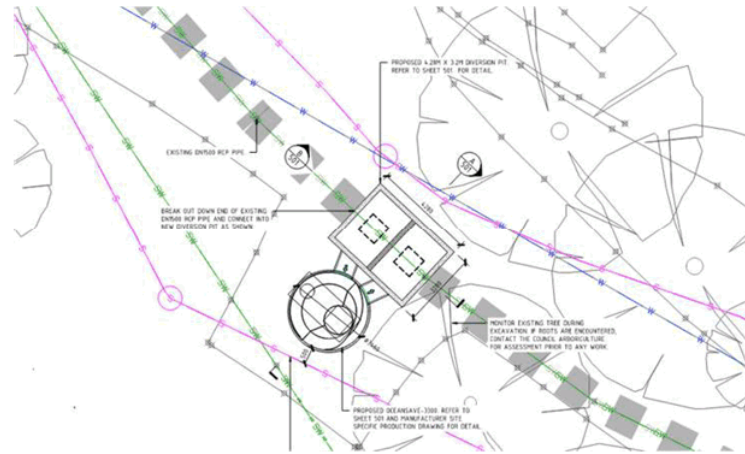 PROPOSED 4.28M X 3.2M DIVERSION PIT.
REFER TO SHEET 501 FOR DETAIL.
EXISTING DN1500 RCP PIPE
B
501
A
501
BREAK OUT DOWN END OF EXISTING
DN1500 RCP PIPE AND CONNECT INTO
NEW DIVERSION PIT AS SHOWN
4280
MONITOR EXISTING TREE DURING
EXCAVATION. IF ROOTS ARE ENCOUNTERED,
CONTACT THE COUNCIL ARBORICULTURE
FOR ASSESSMENT PRIOR TO ANY WORK.
PROPOSED OCEANSAVE-3300. REFER TO
SHEET 501 AND MANUFACTURER SITE
SPECIFIC PRODUCTION DRAWING FOR DETAIL